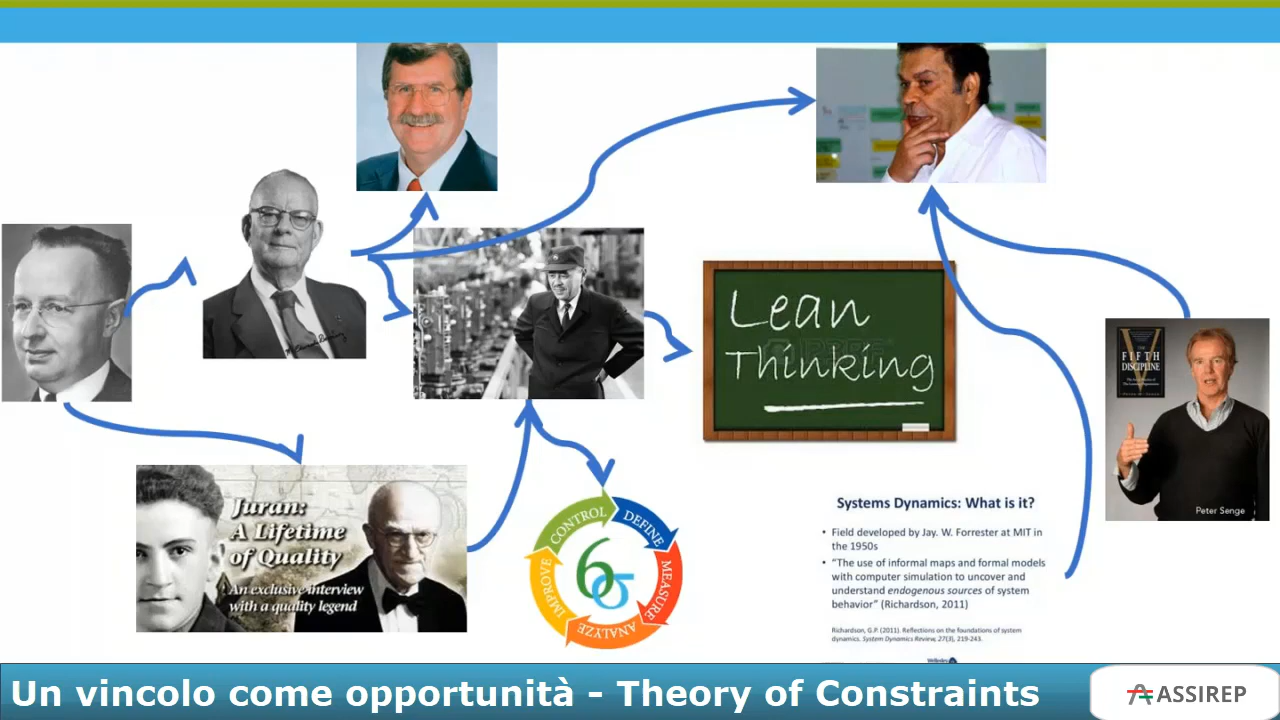 Lean
Thinking
THE
FIFTH
DISCIPLINE
Peter Senge
Juran:
A Lifetime
of Quality
An exclusive interview
with a quality legend
CONTROL
DEFINE
MEASURE
ANALYZE
IMPROVE
6σ
Systems Dynamics: What is it?
• Field developed by Jay. W. Forrester at MIT in
the 1950s
• “The use of informal maps and formal models
with computer simulation to uncover and
understand endogenous sources of system
behavior” (Richardson, 2011)
Richardson, G.P. (2011). Reflections on the foundations of system
dynamics. System Dynamics Review, 27(3), 219-243.
Un vincolo come opportunità - Theory of Constraints
ASSIREP